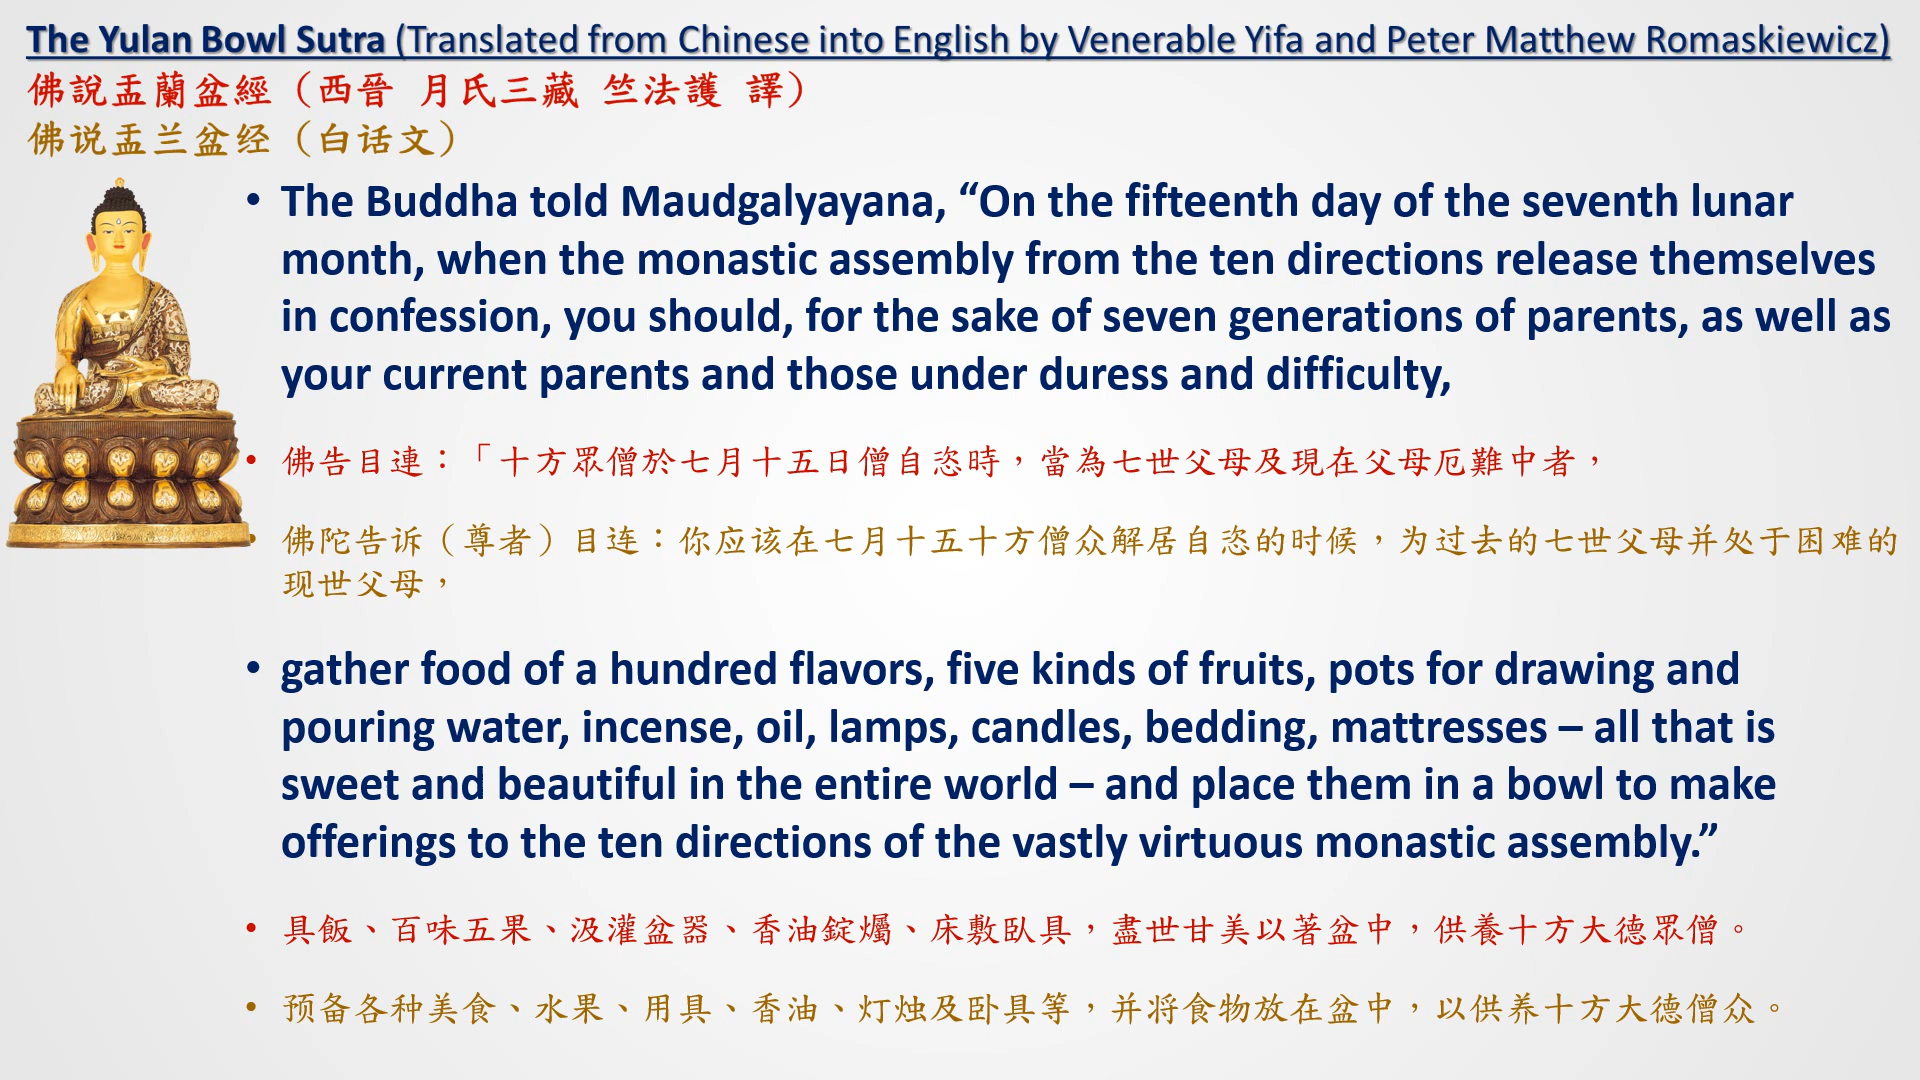 The Yulan Bowl Sutra (Translated from Chinese into English by Venerable Yifa and Peter Matthew Romaskiewicz)
佛說盂蘭盆經（西晉 月氏三藏 竺法護 譯）
佛说盂兰盆经（白话文）
• The Buddha told Maudgalyayana, “On the fifteenth day of the seventh lunar
month, when the monastic assembly from the ten directions release themselves
in confession, you should, for the sake of seven generations of parents, as well as
your current parents and those under duress and difficulty,
• 佛告目連：「十方眾僧於七月十五日僧自恣時，當為七世父母及現在父母厄難中者，
• 佛陀告诉（尊者）目连：你应该在七月十五十方僧众解居自恣的时候，为过去的七世父母并处于困难的
现世父母，
• gather food of a hundred flavors, five kinds of fruits, pots for drawing and
pouring water, incense, oil, lamps, candles, bedding, mattresses – all that is
sweet and beautiful in the entire world – and place them in a bowl to make
offerings to the ten directions of the vastly virtuous monastic assembly.”
• 具飯、百味五果、汲灌盆器、香油錠爥、床敷臥具，盡世甘美以著盆中，供養十方大德眾僧。
• 预备各种美食、水果、用具、香油、灯烛及卧具等，并将食物放在盆中，以供养十方大德僧众。